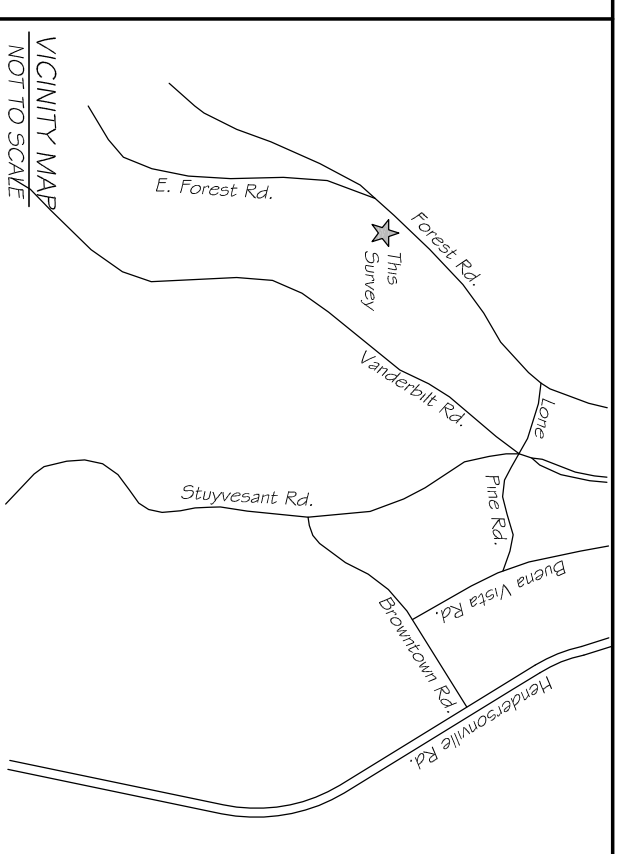 VICINITY MAP
NOT TO SCALE
E. Forest Rd.
Forest Rd.
This
Survey
Vanderbilt Rd.
Lone
Pine Rd.
Stuyvesant Rd.
Buena Vista Rd.
Browntown Rd.
Hendersonville Rd.